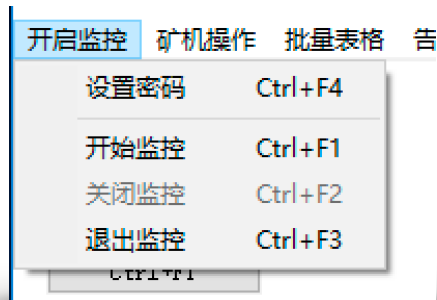 开启监控 矿机操作 批量表格 告
设置密码 Ctrl+F4
开始监控 Ctrl+F1
关闭监控 Ctrl+F2
退出监控 Ctrl+F3
Ctrl+F1